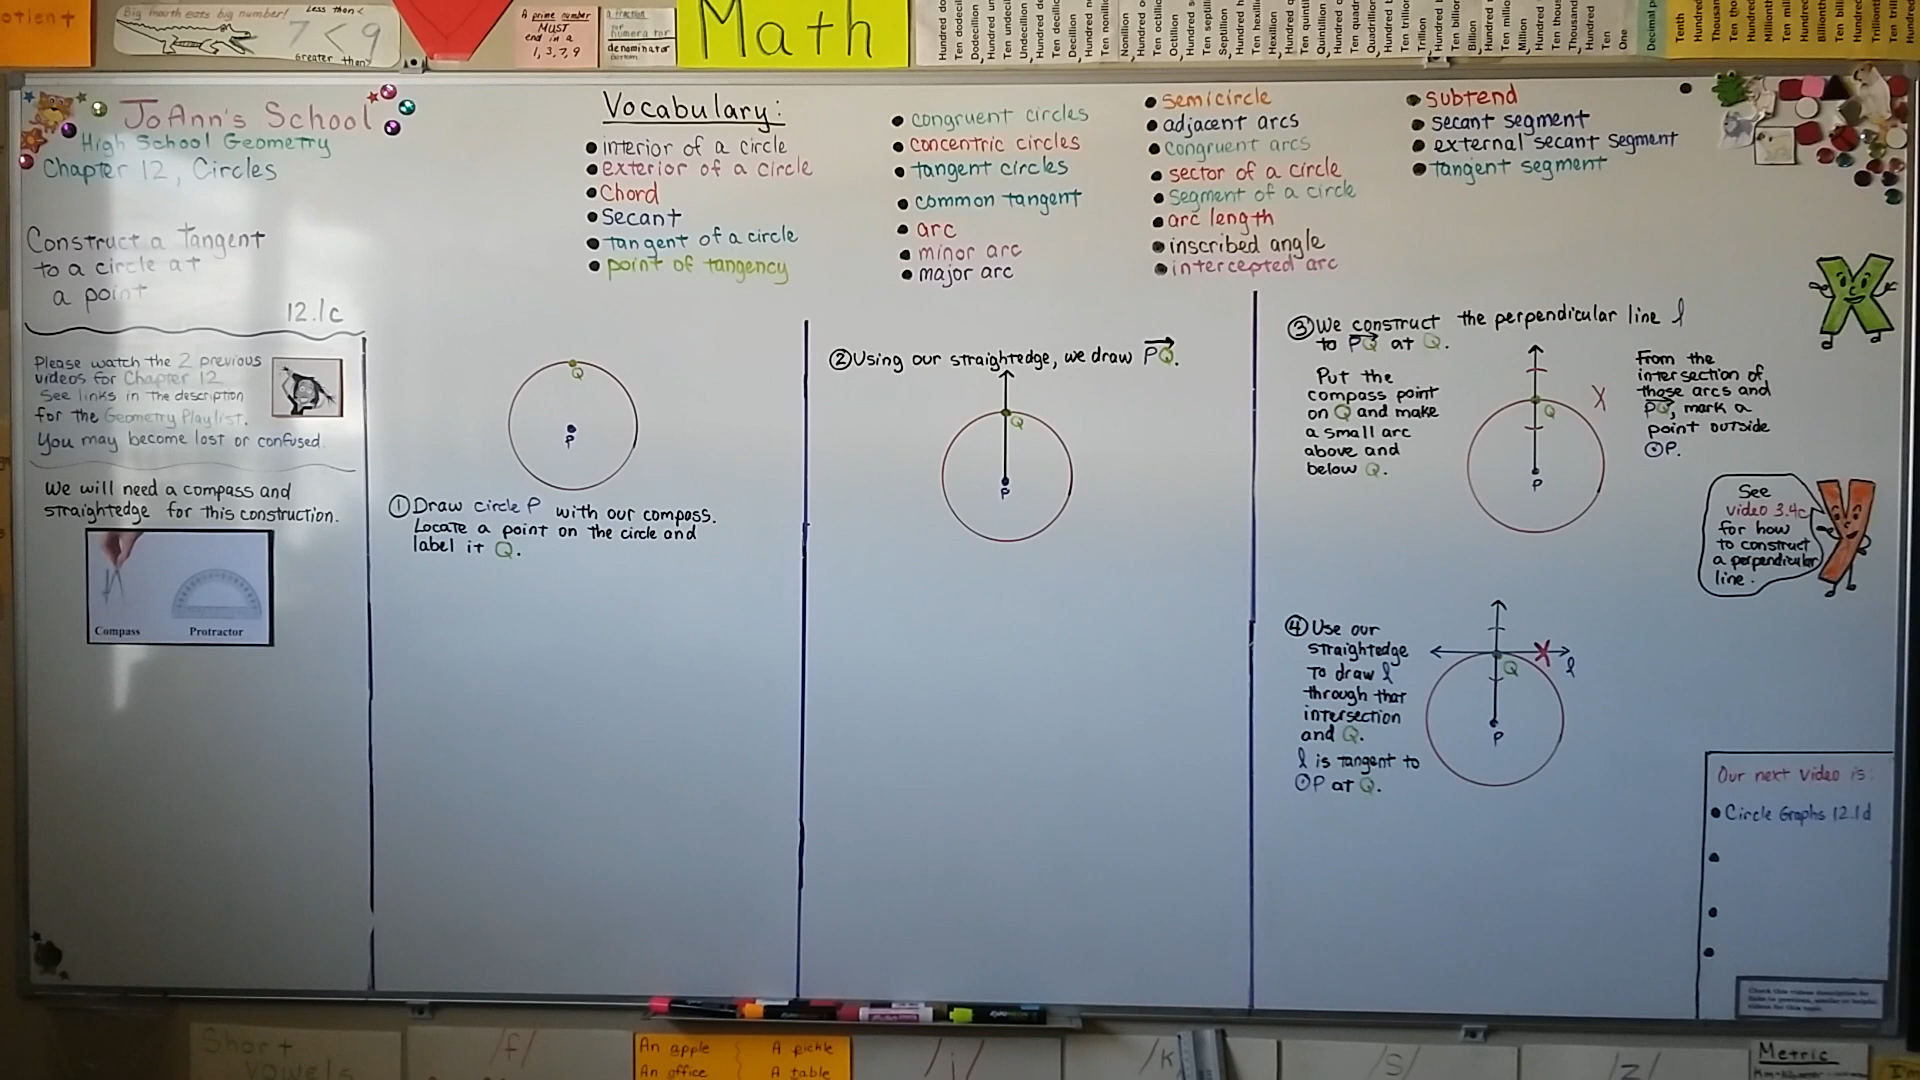 Big mouth eats big number!
Less than <
7 < 9
Greater than >
A prime number
MUST
end in a
1, 3, 7, 9
a fraction
numerator
denominator
bottom
Math
JoAnn's School
High School Geometry
Chapter 12, Circles
Construct a Tangent
to a circle at
a point
12.1c
Please watch the 2 previous
videos for Chapter 12
See links in the description
for the Geometry Playlist.
You may become lost or confused.
We will need a compass and
straightedge for this construction.
Compass
Protractor
Vocabulary:
• interior of a circle
• exterior of a circle
• Chord
• Secant
• tangent of a circle
• point of tangency
• congruent circles
• concentric circles
• tangent circles
• common tangent
• arc
• minor arc
• major arc
• semicircle
• adjacent arcs
• congruent arcs
• sector of a circle
• segment of a circle
• arc length
• inscribed angle
• intercepted arc
• subtend
• secant segment
• external secant segment
• tangent segment
Q
P
① Draw circle P with our compass.
Locate a point on the circle and
label it Q.
② Using our straightedge, we draw PQ.
Q
P
③ We construct the perpendicular line l
to PQ at Q.
Put the
compass point
on Q and make
a small arc
above and
below Q.
Q
P
From the
intersection of
those arcs and
PQ, mark a
point outside
⊙P.
See
video 3.4c
for how
to construct
a perpendicular
line.
④ Use our
straightedge
to draw l
through that
intersection
and Q.
l is tangent to
⊙P at Q.
Q
l
P
Our next video is:
• Circle Graphs 12.1d
Short
vowels
/f/
An apple
An office
A pickle
A table
/j/
/k
/s/
/z/
Metric